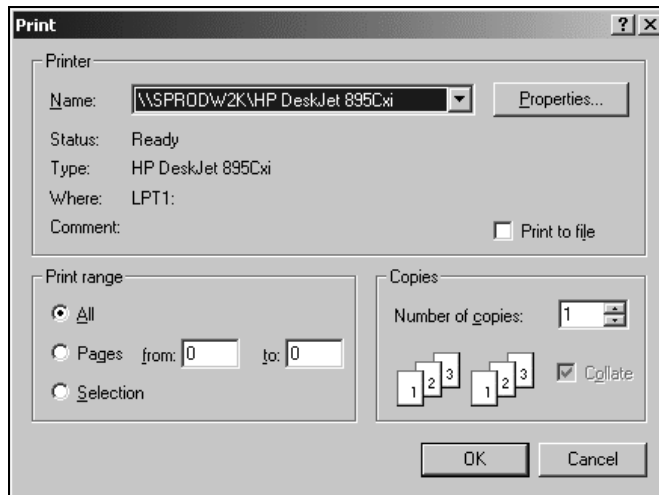 Print
Printer
Name: \\SPRODW2K\HP DeskJet 895Cxi Properties...
Status: Ready
Type: HP DeskJet 895Cxi
Where: LPT1:
Comment: Print to file
Print range
All
Pages from: 0 to: 0
Selection
Copies
Number of copies: 1
1 2 3 1 2 3 Collate
OK Cancel